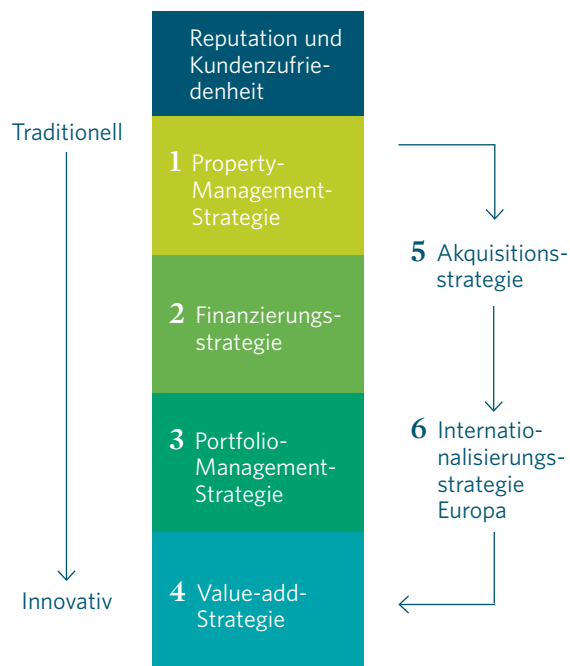 Reputation und
Kundenzufrie-
denheit
Traditionell
1 Property-
Management-
Strategie
2 Finanzierungs-
strategie
3 Portfolio-
Management-
Strategie
4 Value-add-
Strategie
Innovativ
5 Akquisitions-
strategie
6 Internatio-
nalisierungs-
strategie
Europa